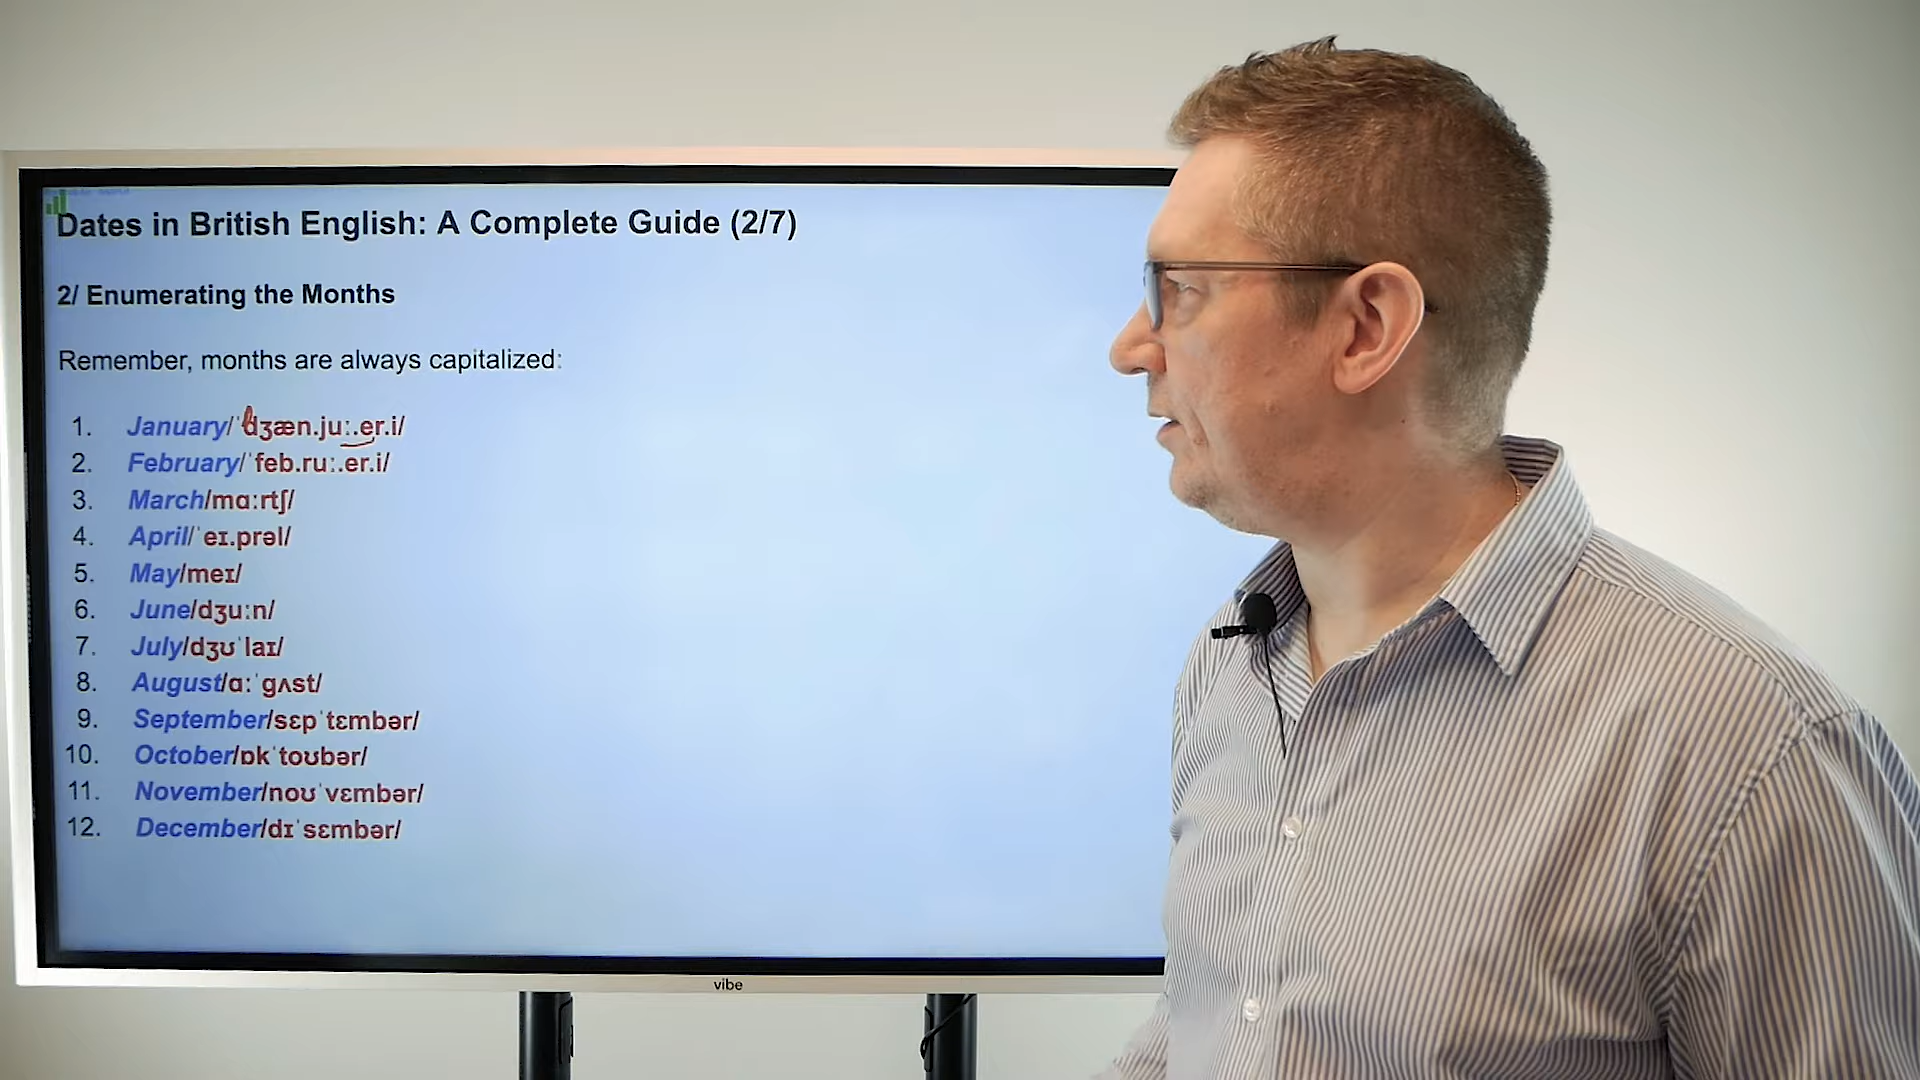 Dates in British English: A Complete Guide (2/7)
2/ Enumerating the Months
Remember, months are always capitalized:
1. January/ˈdʒæn.juː.er.i/
2. February/ˈfeb.ruː.er.i/
3. March/mɑːrtʃ/
4. April/ˈeɪ.prəl/
5. May/meɪ/
6. June/dʒuːn/
7. July/dʒʊˈlaɪ/
8. August/ɑːˈgʌst/
9. September/sɛpˈtɛmbər/
10. October/ɒkˈtoʊbər/
11. November/noʊˈvɛmbər/
12. December/dɪˈsɛmbər/
vibe